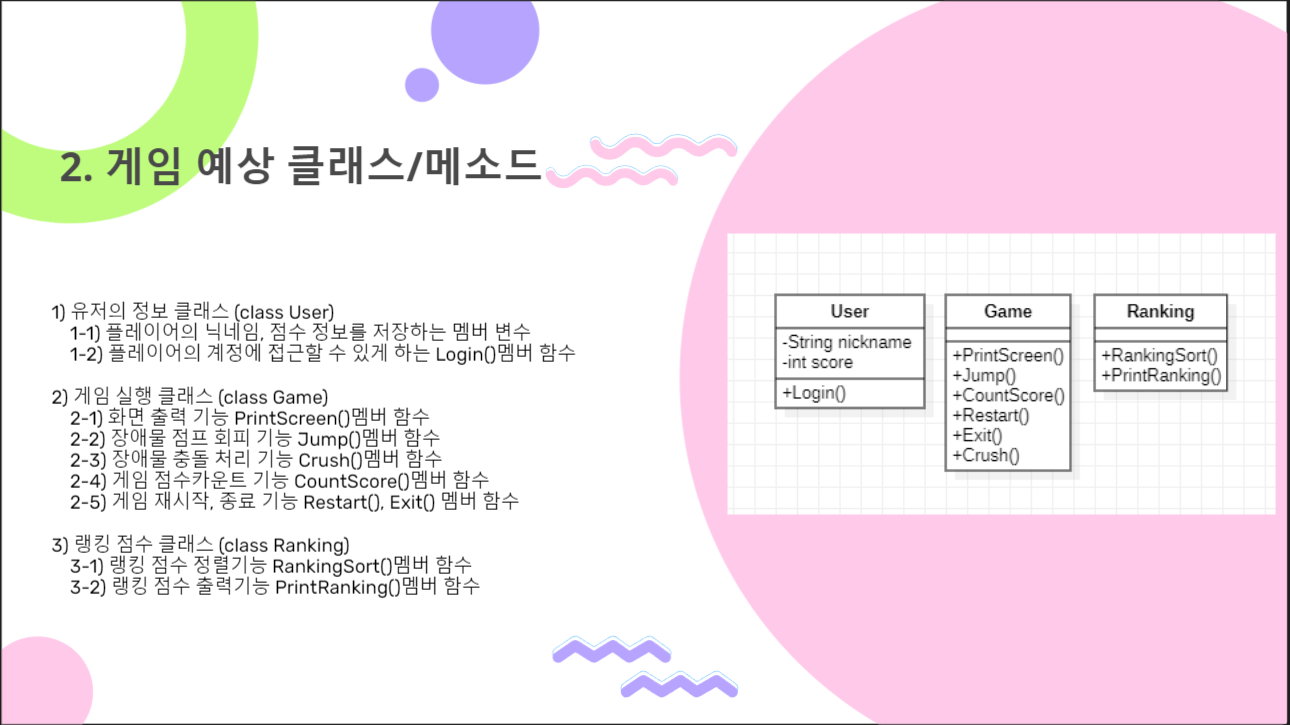 2. 게임 예상 클래스/메소드
1) 유저의 정보 클래스 (class User)
1-1) 플레이어의 닉네임, 점수 정보를 저장하는 멤버 변수
1-2) 플레이어의 계정에 접근할 수 있게 하는 Login()멤버 함수
2) 게임 실행 클래스 (class Game)
2-1) 화면 출력 기능 PrintScreen()멤버 함수
2-2) 장애물 점프 회피 기능 Jump()멤버 함수
2-3) 장애물 충돌 처리 기능 Crush()멤버 함수
2-4) 게임 점수카운트 기능 CountScore()멤버 함수
2-5) 게임 재시작, 종료 기능 Restart(), Exit() 멤버 함수
3) 랭킹 점수 클래스 (class Ranking)
3-1) 랭킹 점수 정렬기능 RankingSort()멤버 함수
3-2) 랭킹 점수 출력기능 PrintRanking()멤버 함수
User
-String nickname
-int score
+Login()
Game
+PrintScreen()
+Jump()
+CountScore()
+Restart()
+Exit()
+Crush()
Ranking
+RankingSort()
+PrintRanking()